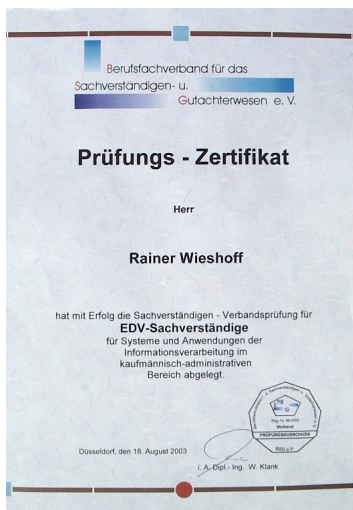 Berufsfachverband für das
Sachverständigen- u.
Gutachterwesen e. V.
Prüfungs - Zertifikat
Herr
Rainer Wieshoff
hat mit Erfolg die Sachverständigen - Verbandsprüfung für
EDV-Sachverständige
für Systeme und Anwendungen der
Informationsverarbeitung im
kaufmännisch-administrativen
Bereich abgelegt.
Verband
PRÜFUNGSAUSSCHUSS
BSG e.V.
Düsseldorf, den 18. August 2003
i. A. Dipl.- Ing. W. Klank